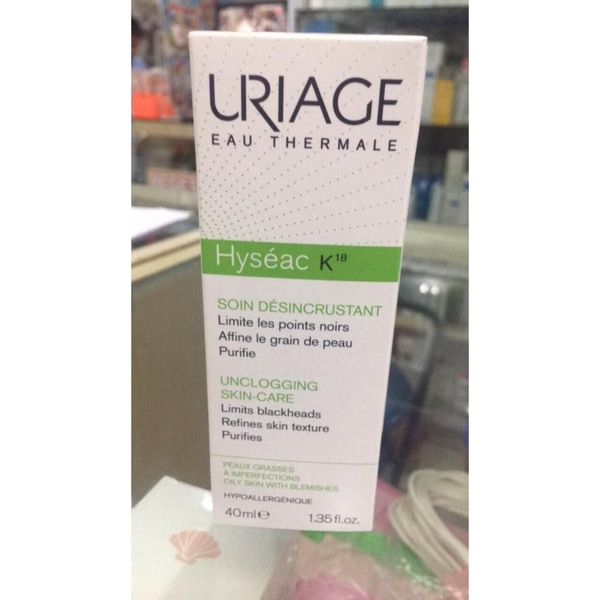 URIAGE
EAU THERMALE
Hyséac K18
SOIN DÉSINCRUSTANT
Limite les points noirs
Affine le grain de peau
Purifie
UNCLOGGING
SKIN-CARE
Limits blackheads
Refines skin texture
Purifies
PEAUX GRASSES
À IMPERFECTIONS
OILY SKIN WITH BLEMISHES
HYPOALLERGÉNIQUE
40 ml℮ 1.35 fl.oz.